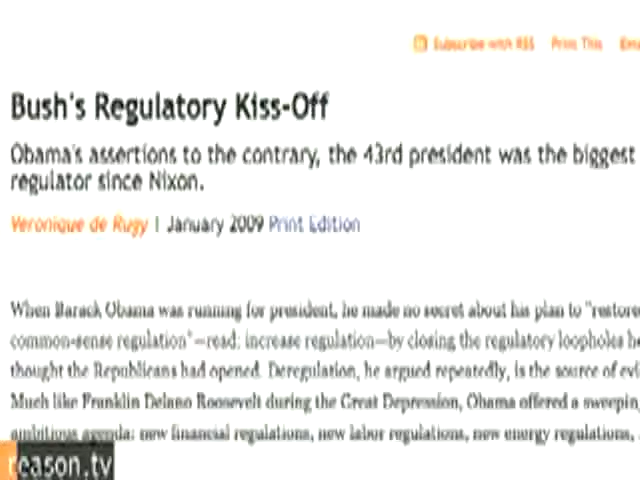 Subscribe with RSS Print This
Bush's Regulatory Kiss-Off
Obama's assertions to the contrary, the 43rd president was the biggest
regulator since Nixon.
Veronique de Rugy | January 2009 Print Edition
When Barack Obama was running for president, he made no secret about his plan to "restore
common-sense regulation"—read: increase regulation—by closing the regulatory loopholes he
thought the Republicans had opened. Deregulation, he argued repeatedly, is the source of evi
Much like Franklin Delano Roosevelt during the Great Depression, Obama offered a sweeping
ambitious agenda: new financial regulations, new labor regulations, new energy regulations,
reason.tv